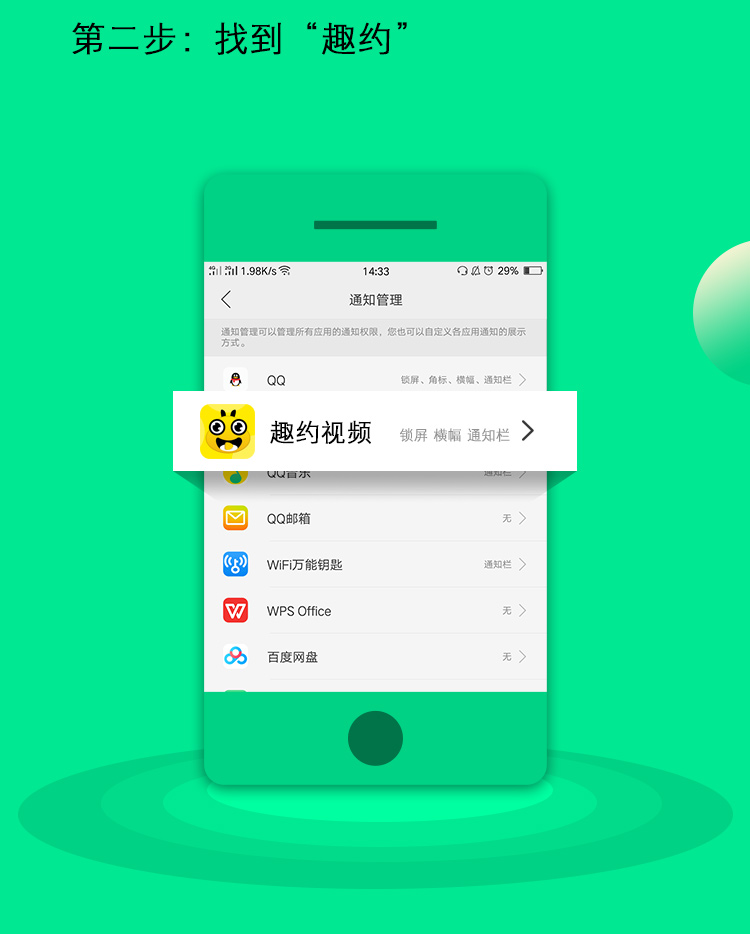 第二步：找到“趣约”
4G 2G 1.98K/s 14:33 29%
通知管理
通知管理可以管理所有应用的通知权限，您也可以自定义各应用通知的展示
方式。
QQ 锁屏、角标、横幅、通知栏
趣约视频 锁屏 横幅 通知栏
QQ音乐 通知栏
QQ邮箱 无
WiFi万能钥匙 通知栏
WPS Office 无
百度网盘 无